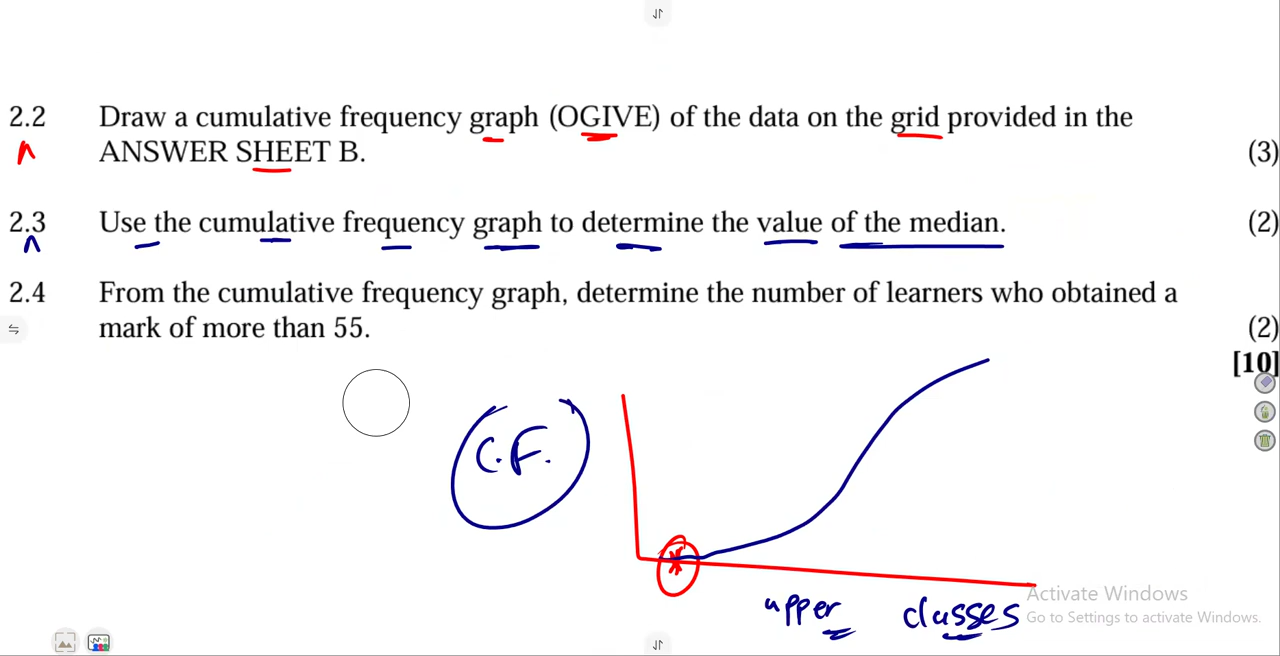 2.2 Draw a cumulative frequency graph (OGIVE) of the data on the grid provided in the
ANSWER SHEET B. (3)
2.3 Use the cumulative frequency graph to determine the value of the median. (2)
2.4 From the cumulative frequency graph, determine the number of learners who obtained a
mark of more than 55. (2)
[10]
C.F.
upper classes
Activate Windows
Go to Settings to activate Windows.